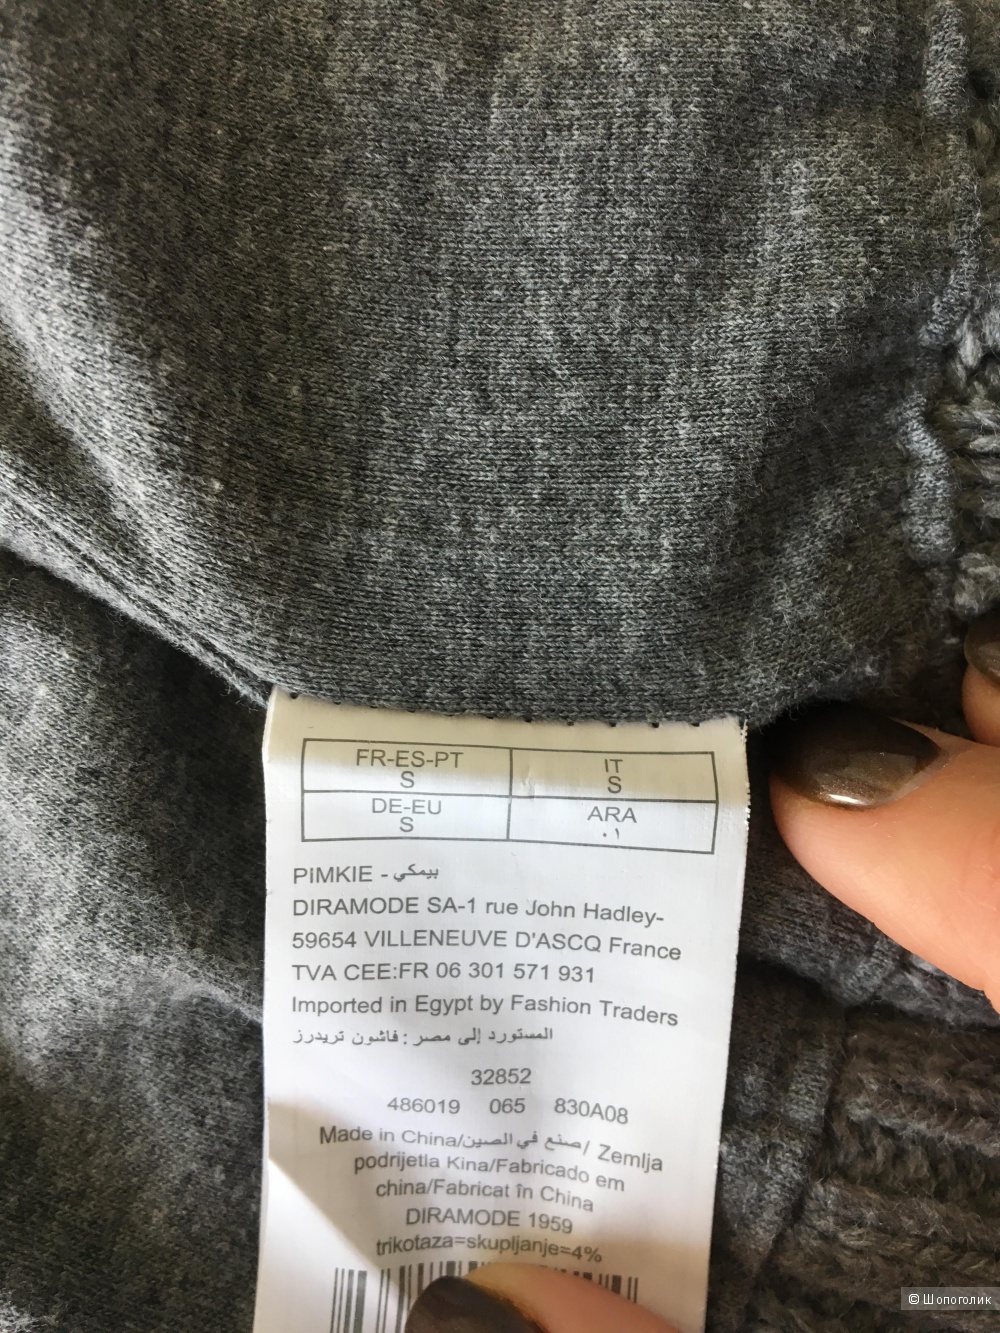 FR-ES-PT
S
IT
S
DE-EU
S
ARA
٠١
PiMKIE - بيمكي
DIRAMODE SA-1 rue John Hadley-
59654 VILLENEUVE D'ASCQ France
TVA CEE:FR 06 301 571 931
Imported in Egypt by Fashion Traders
المستورد إلى مصر : فاشون تريدرز
32852
486019 065 830A08
Made in China/صنع في الصين/ Zemlja
podrijetla Kina/Fabricado em
china/Fabricat în China
DIRAMODE 1959
trikotaza=skupljanje=4%
© Шопоголик